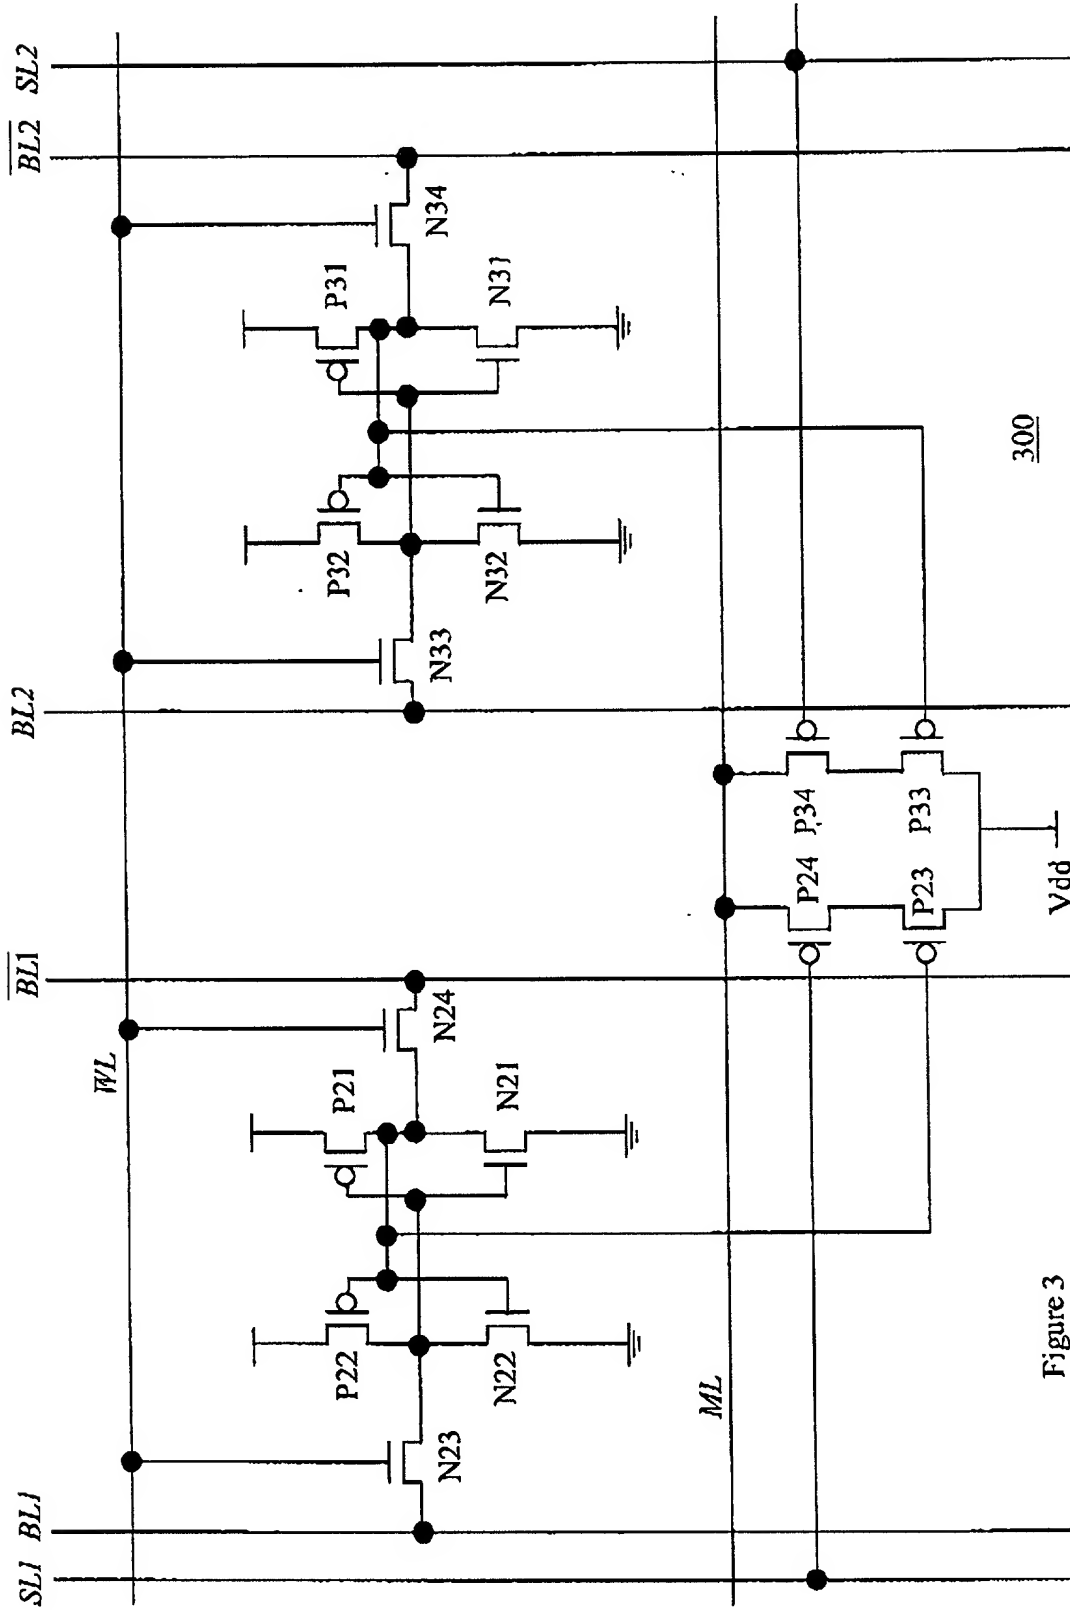 SL1
BL1
BL1
BL2
BL2
SL2
WL
P22
P21
P32
P31
N23
N24
N33
N34
N22
N21
N32
N31
ML
P24
P34
P23
P33
Vdd
300
Figure 3